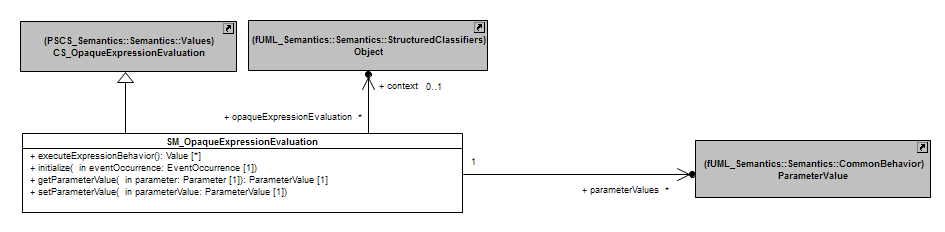 (PSCS_Semantics::Semantics::Values)
CS_OpaqueExpressionEvaluation
(fUML_Semantics::Semantics::StructuredClassifiers)
Object
+ context 0..1
+ opaqueExpressionEvaluation *
SM_OpaqueExpressionEvaluation
+ executeExpressionBehavior(): Value [*]
+ initialize( in eventOccurrence: EventOccurrence [1])
+ getParameterValue( in parameter: Parameter [1]): ParameterValue [1]
+ setParameterValue( in parameterValue: ParameterValue [1])
1
+ parameterValues *
(fUML_Semantics::Semantics::CommonBehavior)
ParameterValue